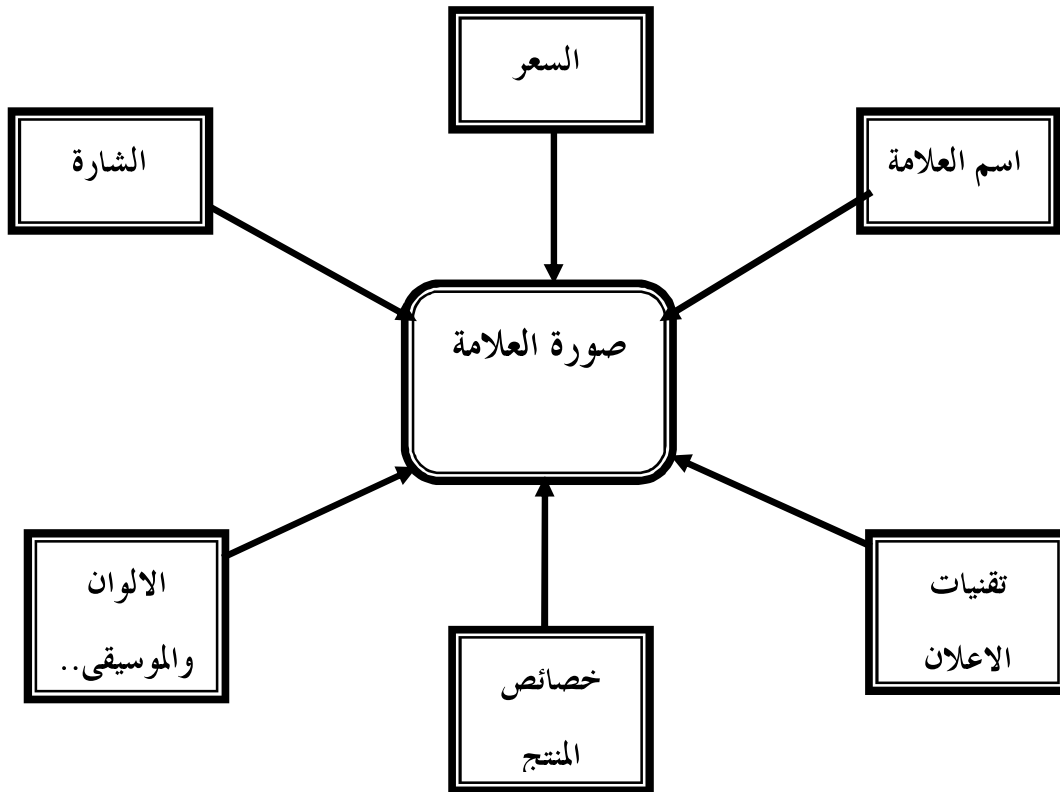 السعر
اسم العلامة
الشارة
صورة العلامة
تقنيات
الاعلان
الالوان
والموسيقى..
خصائص
المنتج